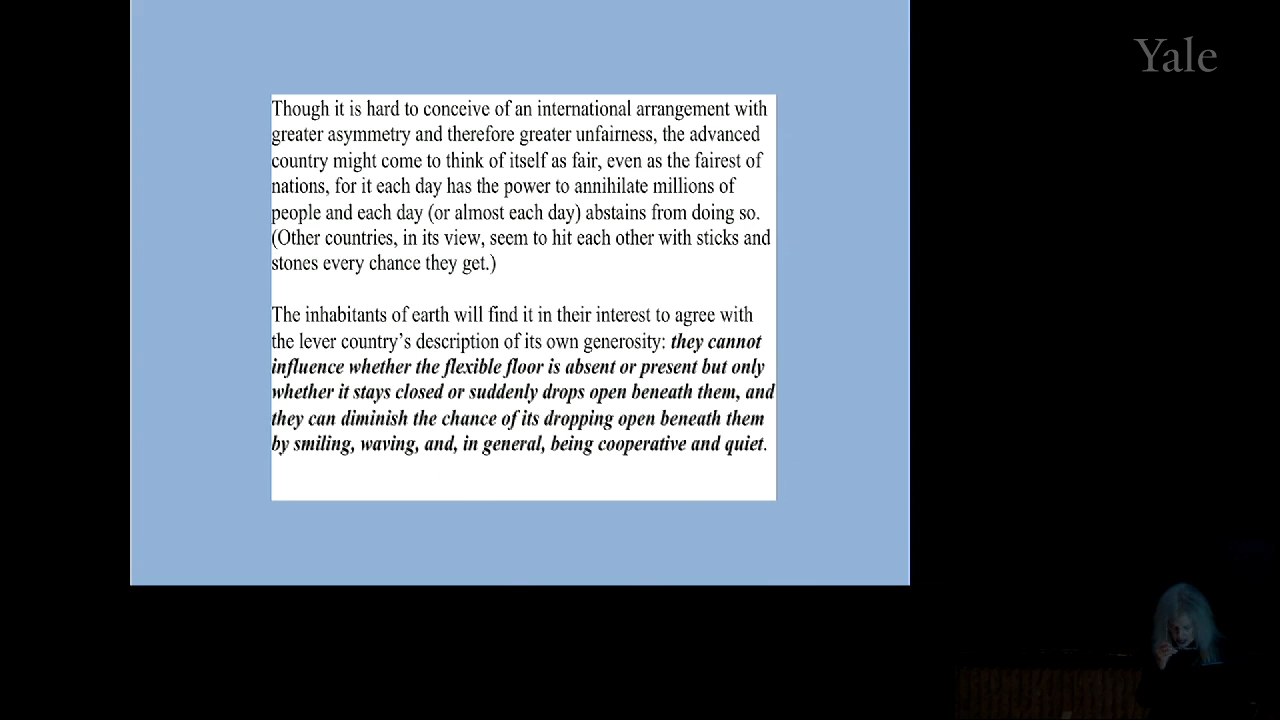 Yale
Though it is hard to conceive of an international arrangement with
greater asymmetry and therefore greater unfairness, the advanced
country might come to think of itself as fair, even as the fairest of
nations, for it each day has the power to annihilate millions of
people and each day (or almost each day) abstains from doing so.
(Other countries, in its view, seem to hit each other with sticks and
stones every chance they get.)
The inhabitants of earth will find it in their interest to agree with
the lever country’s description of its own generosity: they cannot
influence whether the flexible floor is absent or present but only
whether it stays closed or suddenly drops open beneath them, and
they can diminish the chance of its dropping open beneath them
by smiling, waving, and, in general, being cooperative and quiet.